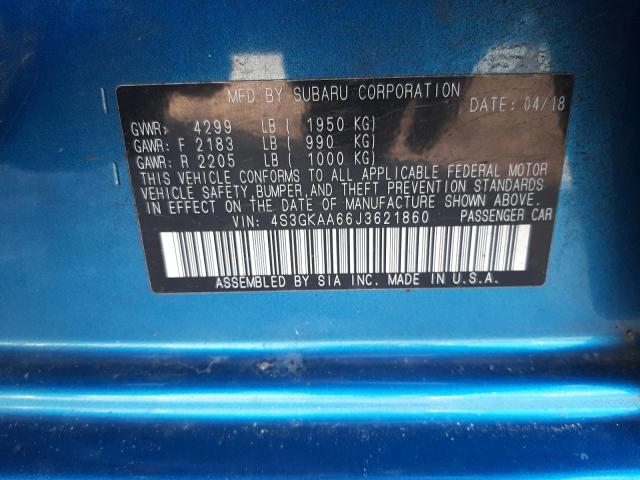 MFD BY SUBARU CORPORATION
DATE: 04/18
GVWR: 4299 LB ( 1950 KG)
GAWR: F 2183 LB ( 990 KG)
GAWR: R 2205 LB ( 1000 KG)
THIS VEHICLE CONFORMS TO ALL APPLICABLE FEDERAL MOTOR
VEHICLE SAFETY, BUMPER, AND THEFT PREVENTION STANDARDS
IN EFFECT ON THE DATE OF MANUFACTURE SHOWN ABOVE.
VIN: 4S3GKAA66J3621860 PASSENGER CAR
ASSEMBLED BY SIA INC. MADE IN U.S.A.